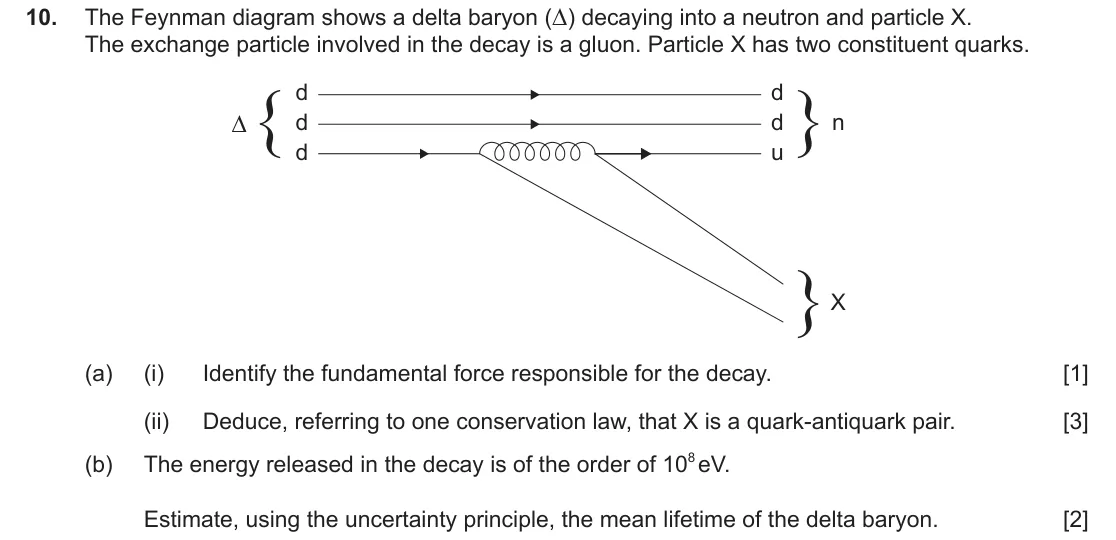 10. The Feynman diagram shows a delta baryon (Δ) decaying into a neutron and particle X.
The exchange particle involved in the decay is a gluon. Particle X has two constituent quarks.
d d
Δ { d d } n
d u
} X
(a) (i) Identify the fundamental force responsible for the decay. [1]
(ii) Deduce, referring to one conservation law, that X is a quark-antiquark pair. [3]
(b) The energy released in the decay is of the order of 10⁸ eV.
Estimate, using the uncertainty principle, the mean lifetime of the delta baryon. [2]